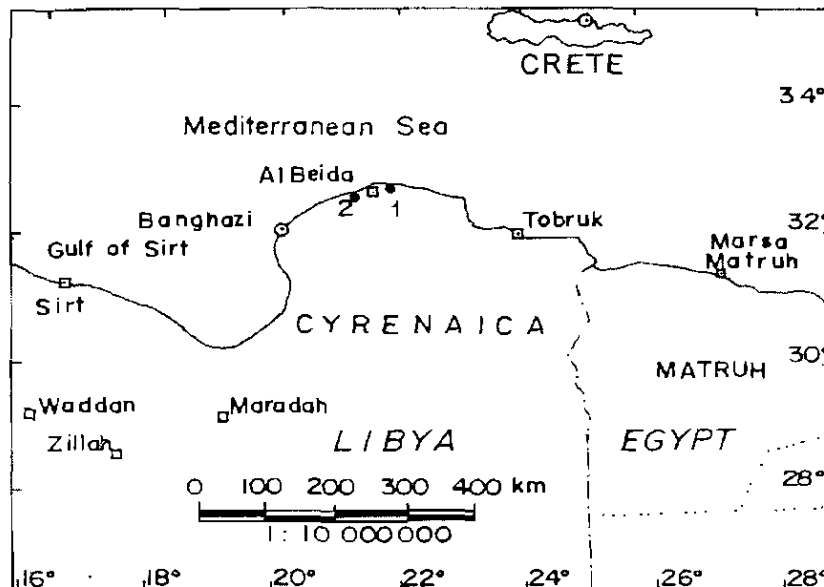 CRETE
34°
Mediterranean Sea
Al Beida
2
1
Banghazi
Tobruk
32°
Gulf of Sirt
Marsa
Matruh
Sirt
CYRENAICA
30°
MATRUH
Waddan
Maradah
Zillah
LIBYA
EGYPT
28°
0 100 200 300 400 km
1 : 10 000 000
16° 18° 20° 22° 24° 26° 28°